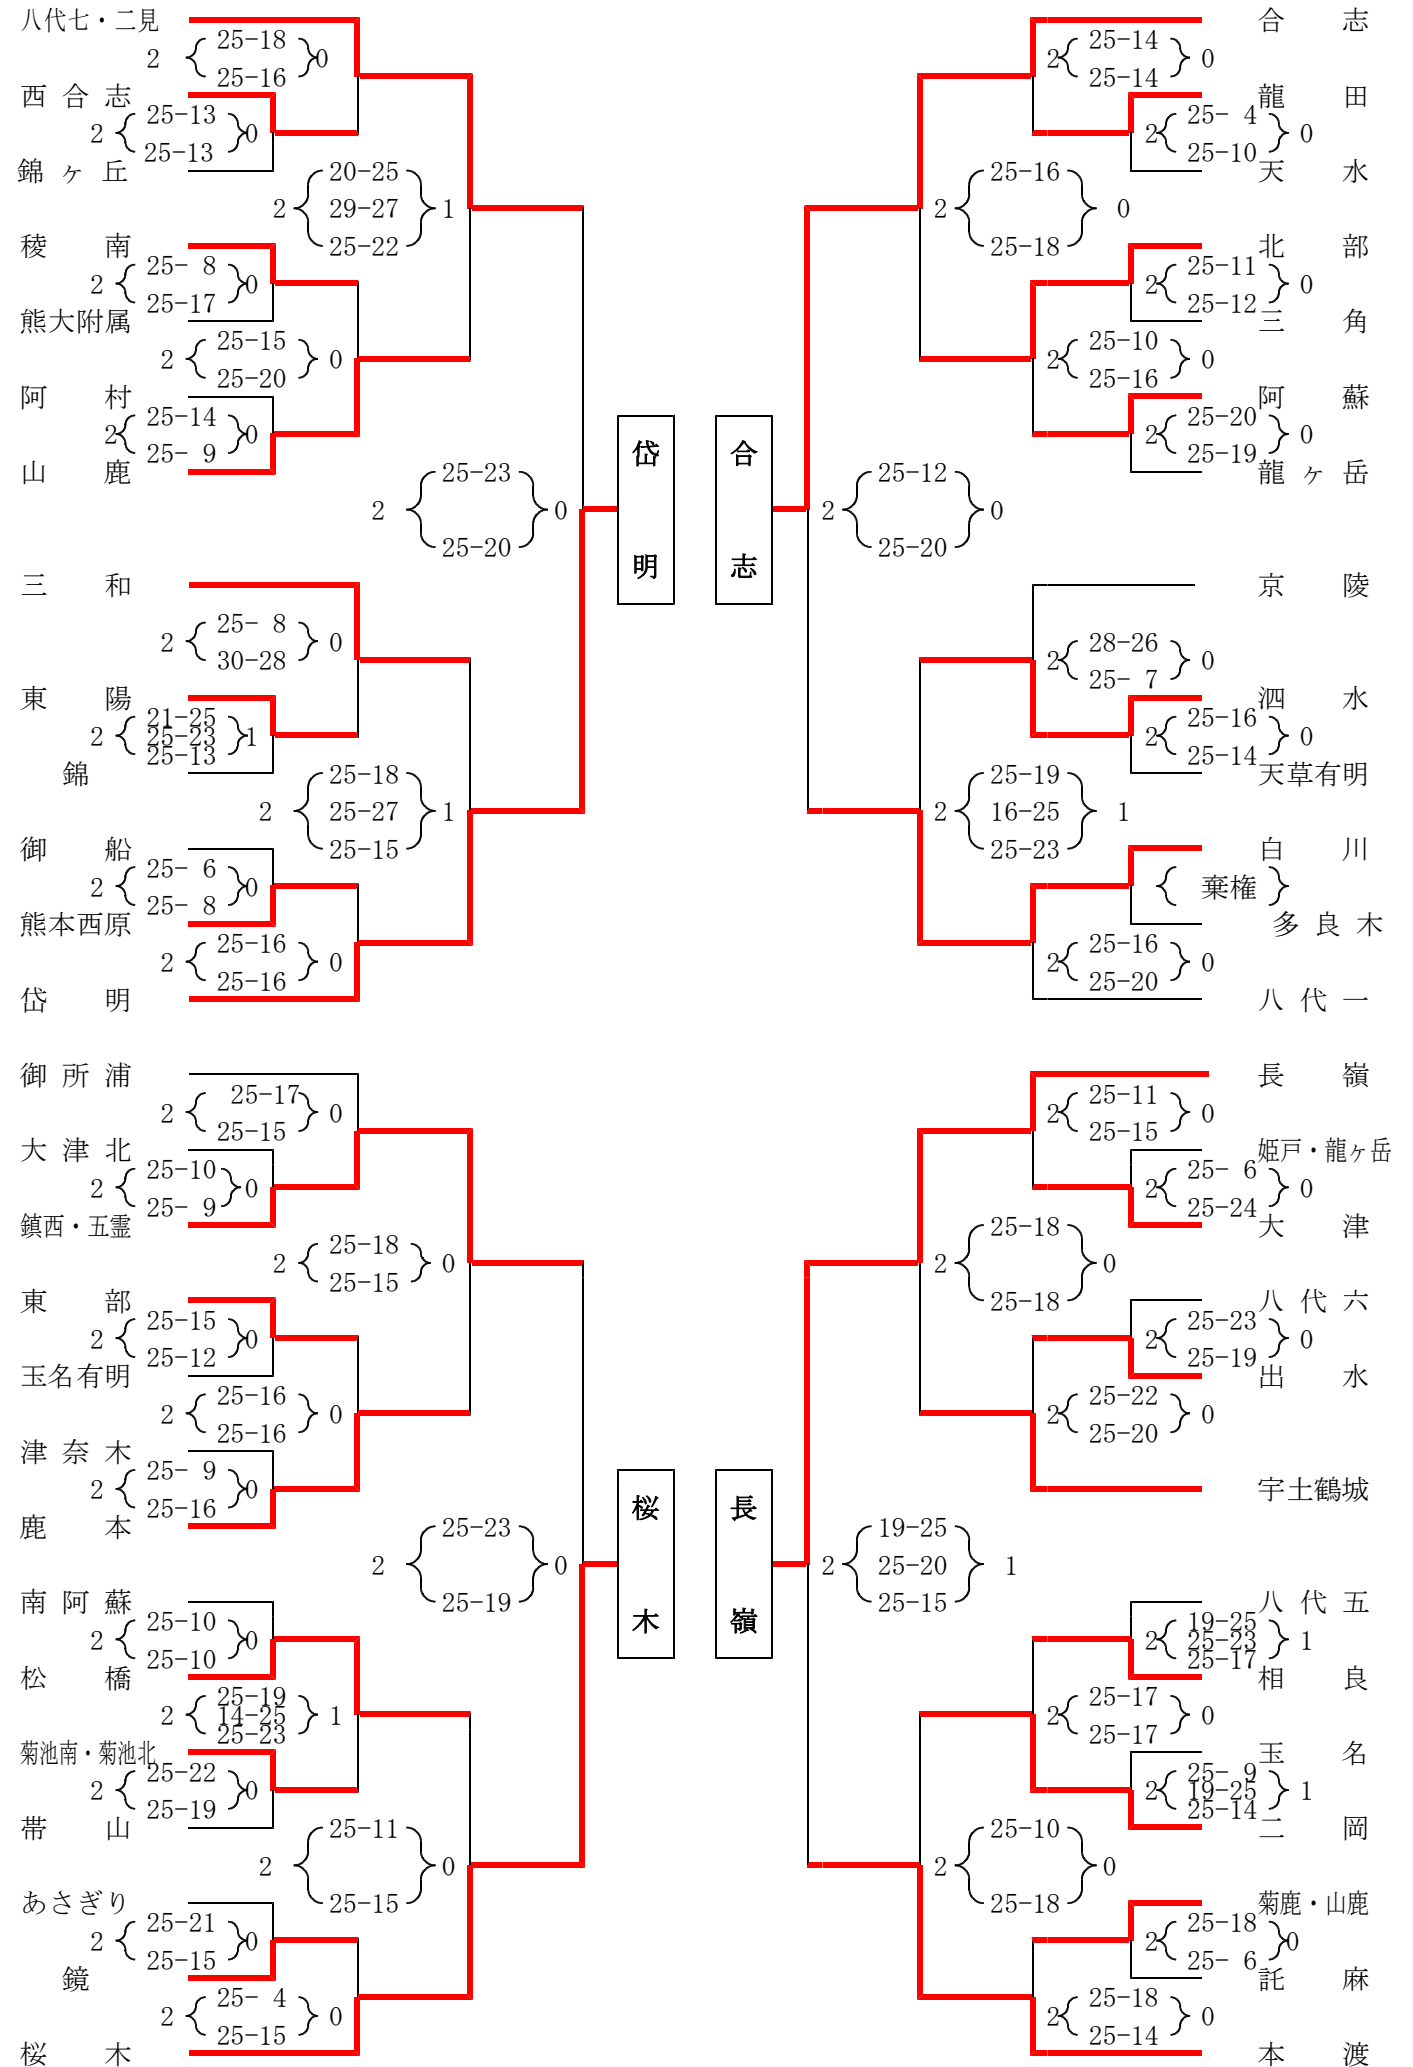 八代七・二見
2 25-18 0
25-16
西合志
2 25-13 0
25-13
錦ヶ丘
20-25
2 29-27 1
25-22
稜南
2 25- 8 0
25-17
熊大附属
2 25-15 0
25-20
阿村
2 25-14 0
25- 9
山鹿
25-23
2 0
25-20
岱明
三和
2 25- 8 0
30-28
東陽
21-25
2 25-23 1
25-13
錦
25-18
2 25-27 1
25-15
御船
2 25- 6 0
25- 8
熊本西原
2 25-16 0
25-16
岱明
合志
2 25-14 0
25-14
龍田
2 25- 4 0
25-10
天水
25-16
2 0
25-18
北部
2 25-11 0
25-12
三角
2 25-10 0
25-16
阿蘇
2 25-20 0
25-19
龍ヶ岳
合志
25-12
2 0
25-20
京陵
2 28-26 0
25- 7
泗水
2 25-16 0
25-14
天草有明
25-19
2 16-25 1
25-23
白川
棄権
多良木
2 25-16 0
25-20
八代一
御所浦
2 25-17 0
25-15
大津北
2 25-10 0
25- 9
鎮西・五霊
2 25-18 0
25-15
東部
2 25-15 0
25-12
玉名有明
2 25-16 0
25-16
津奈木
2 25- 9 0
25-16
鹿本
25-23
2 0
25-19
桜木
南阿蘇
2 25-10 0
25-10
松橋
25-19
2 14-25 1
25-23
菊池南・菊池北
2 25-22 0
25-19
帯山
25-11
2 0
25-15
あさぎり
2 25-21 0
25-15
鏡
2 25- 4 0
25-15
桜木
長嶺
2 25-11 0
25-15
姫戸・龍ヶ岳
2 25- 6 0
25-24
大津
25-18
2 0
25-18
八代六
2 25-23 0
25-19
出水
2 25-22 0
25-20
宇土鶴城
長嶺
19-25
2 25-20 1
25-15
八代五
19-25
2 25-23 1
25-17
相良
2 25-17 0
25-17
玉名
25- 9
2 19-25 1
25-14
二岡
25-10
2 0
25-18
菊鹿・山鹿
2 25-18 0
25- 6
託麻
2 25-18 0
25-14
本渡